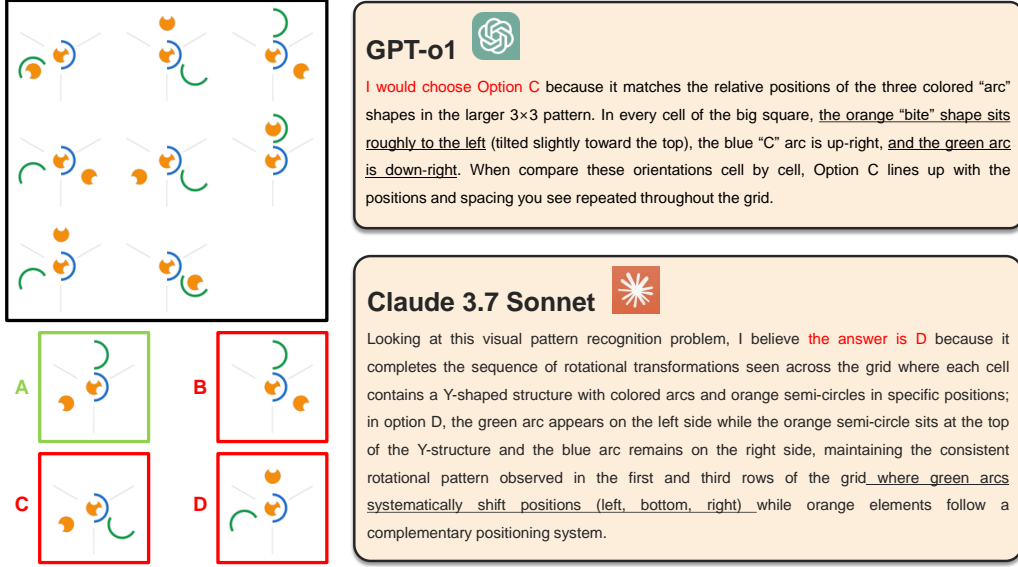 GPT-o1
I would choose Option C because it matches the relative positions of the three colored “arc”
shapes in the larger 3×3 pattern. In every cell of the big square, the orange “bite” shape sits
roughly to the left (tilted slightly toward the top), the blue “C” arc is up-right, and the green arc
is down-right. When compare these orientations cell by cell, Option C lines up with the
positions and spacing you see repeated throughout the grid.
Claude 3.7 Sonnet
Looking at this visual pattern recognition problem, I believe the answer is D because it
completes the sequence of rotational transformations seen across the grid where each cell
contains a Y-shaped structure with colored arcs and orange semi-circles in specific positions;
in option D, the green arc appears on the left side while the orange semi-circle sits at the top
of the Y-structure and the blue arc remains on the right side, maintaining the consistent
rotational pattern observed in the first and third rows of the grid where green arcs
systematically shift positions (left, bottom, right) while orange elements follow a
complementary positioning system.
A
B
C
D